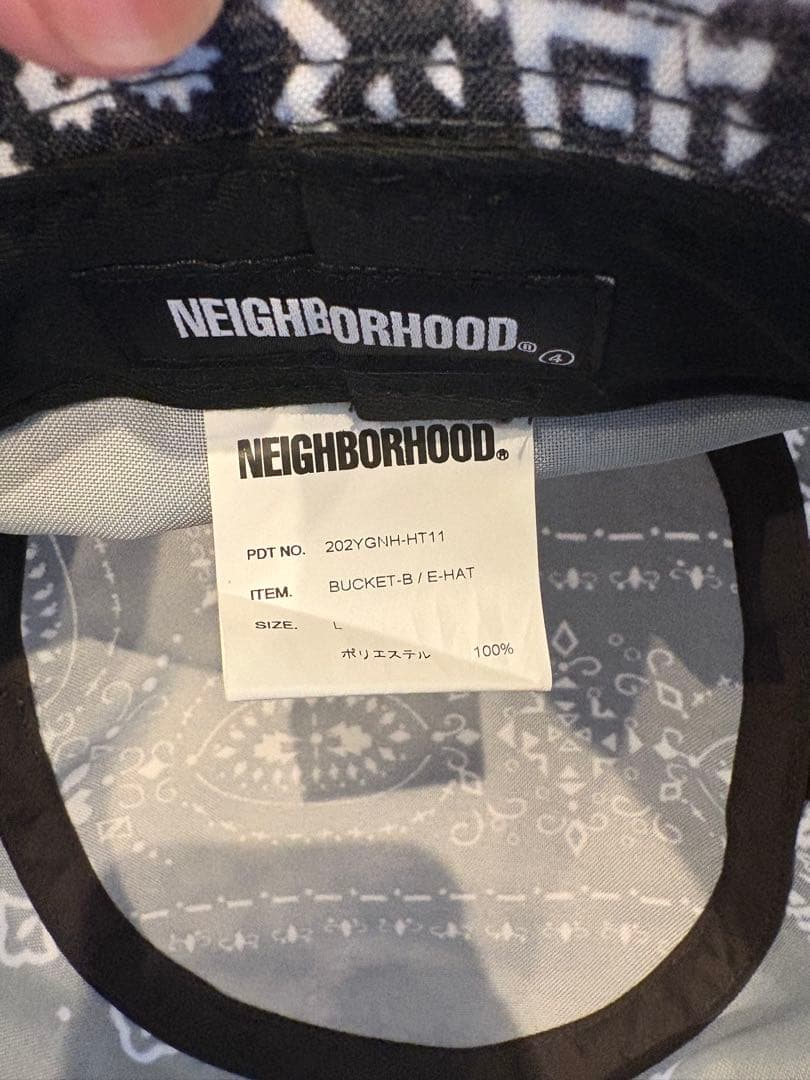 NEIGHBORHOOD® 4
NEIGHBORHOOD®
PDT NO. 202YGNH-HT11
ITEM. BUCKET-B / E-HAT
SIZE. L
ポリエステル 100%